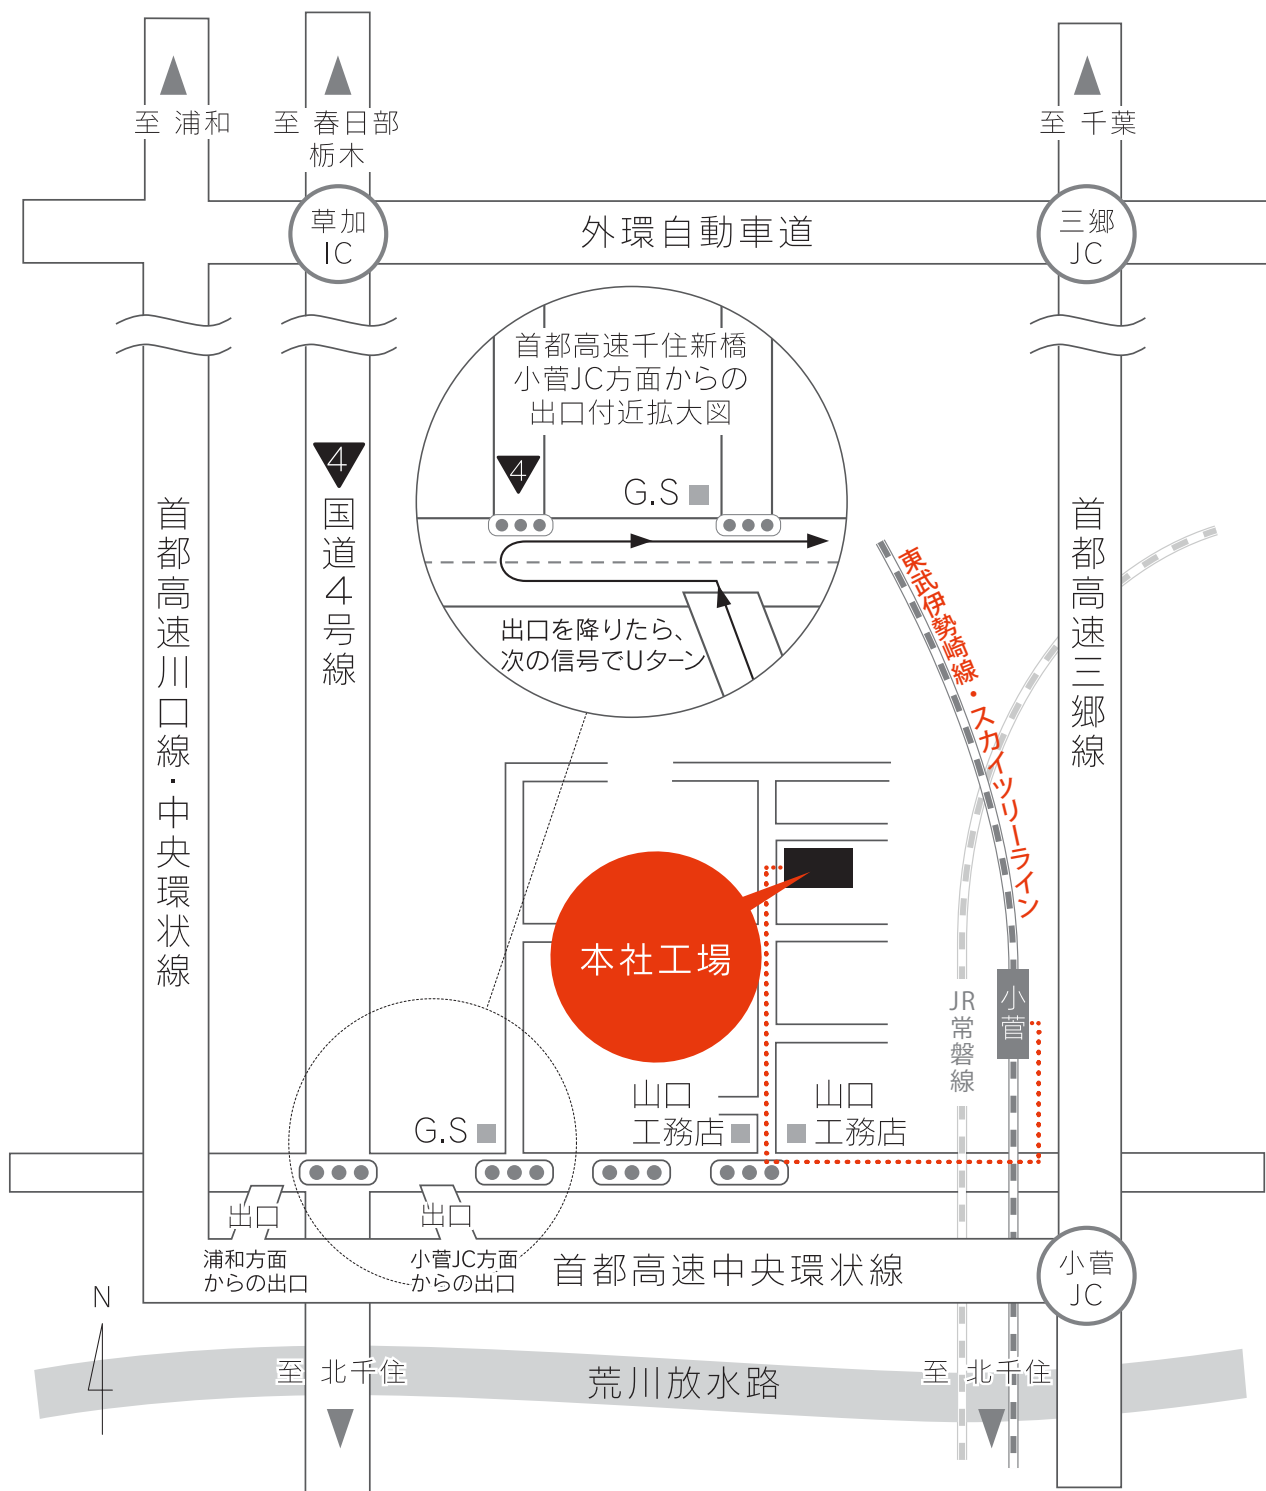 至 浦和
至 春日部
栃木
至 千葉
草加
IC
外環自動車道
三郷
JC
首都高速千住新橋
小菅JC方面からの
出口付近拡大図
4
G.S
出口を降りたら、
次の信号でUターン
4
国道4号線
首都高速川口線・中央環状線
首都高速三郷線
東武伊勢崎線・スカイツリーライン
本社工場
JR常磐線
小菅
山口
工務店
山口
工務店
G.S
出口
出口
浦和方面
からの出口
小菅JC方面
からの出口
首都高速中央環状線
小菅
JC
N
至 北千住
荒川放水路
至 北千住